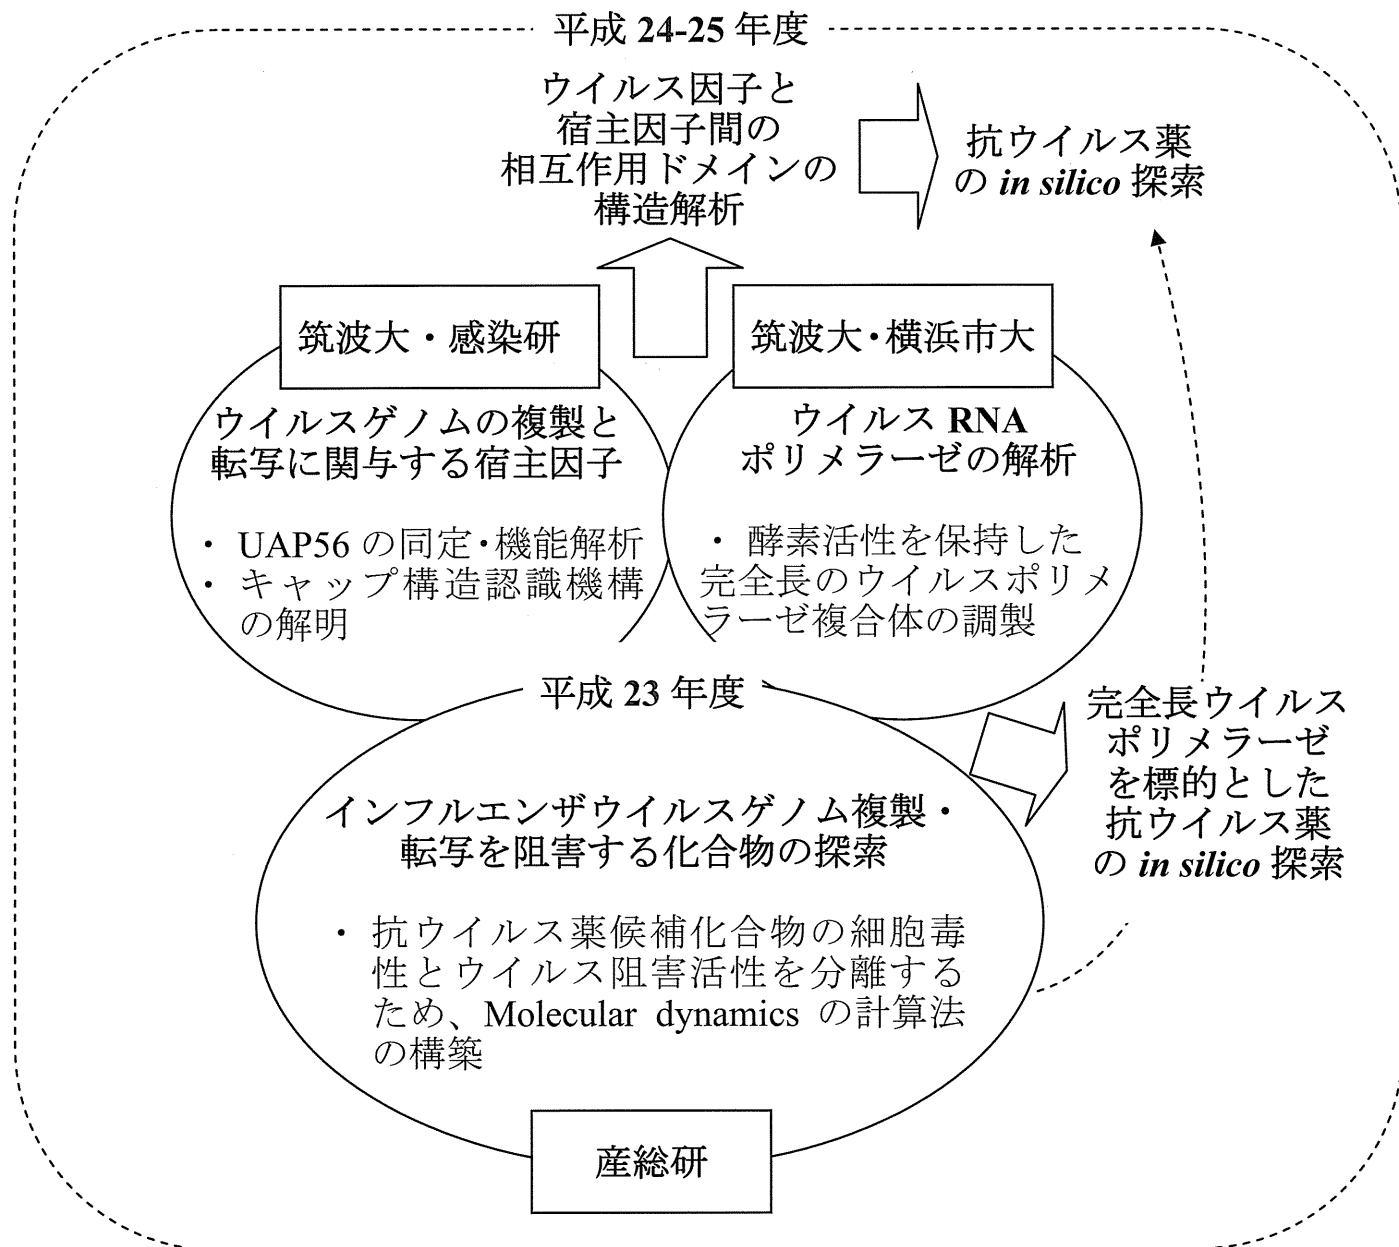 平成 24-25 年度
ウイルス因子と
宿主因子間の
相互作用ドメインの
構造解析
抗ウイルス薬
の in silico 探索
筑波大・感染研
ウイルスゲノムの複製と
転写に関与する宿主因子
・ UAP56 の同定・機能解析
・ キャップ構造認識機構
の解明
筑波大・横浜市大
ウイルス RNA
ポリメラーゼの解析
・ 酵素活性を保持した
完全長のウイルスポリメ
ラーゼ複合体の調製
平成 23 年度
インフルエンザウイルスゲノム複製・
転写を阻害する化合物の探索
・ 抗ウイルス薬候補化合物の細胞毒
性とウイルス阻害活性を分離する
ため、Molecular dynamics の計算法
の構築
産総研
完全長ウイルス
ポリメラーゼ
を標的とした
抗ウイルス薬
の in silico 探索